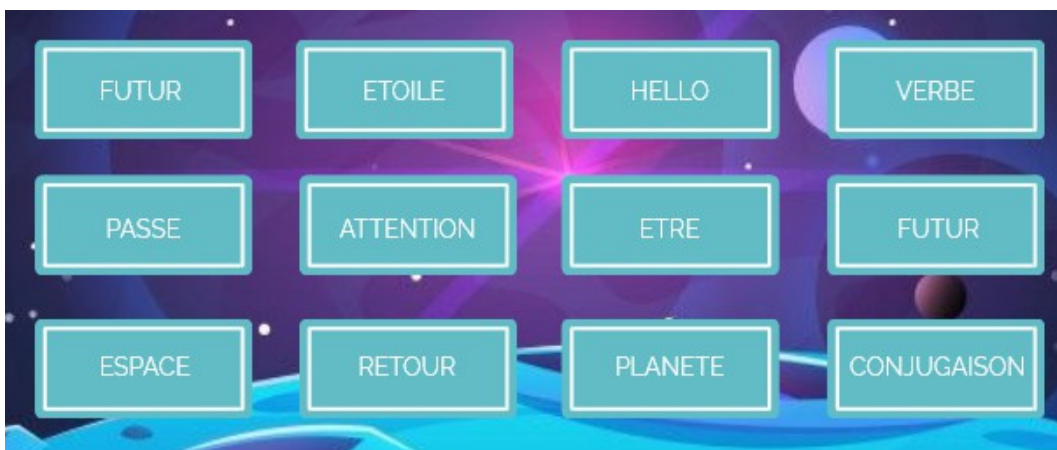 FUTUR
ETOILE
HELLO
VERBE
PASSE
ATTENTION
ETRE
FUTUR
ESPACE
RETOUR
PLANETE
CONJUGAISON